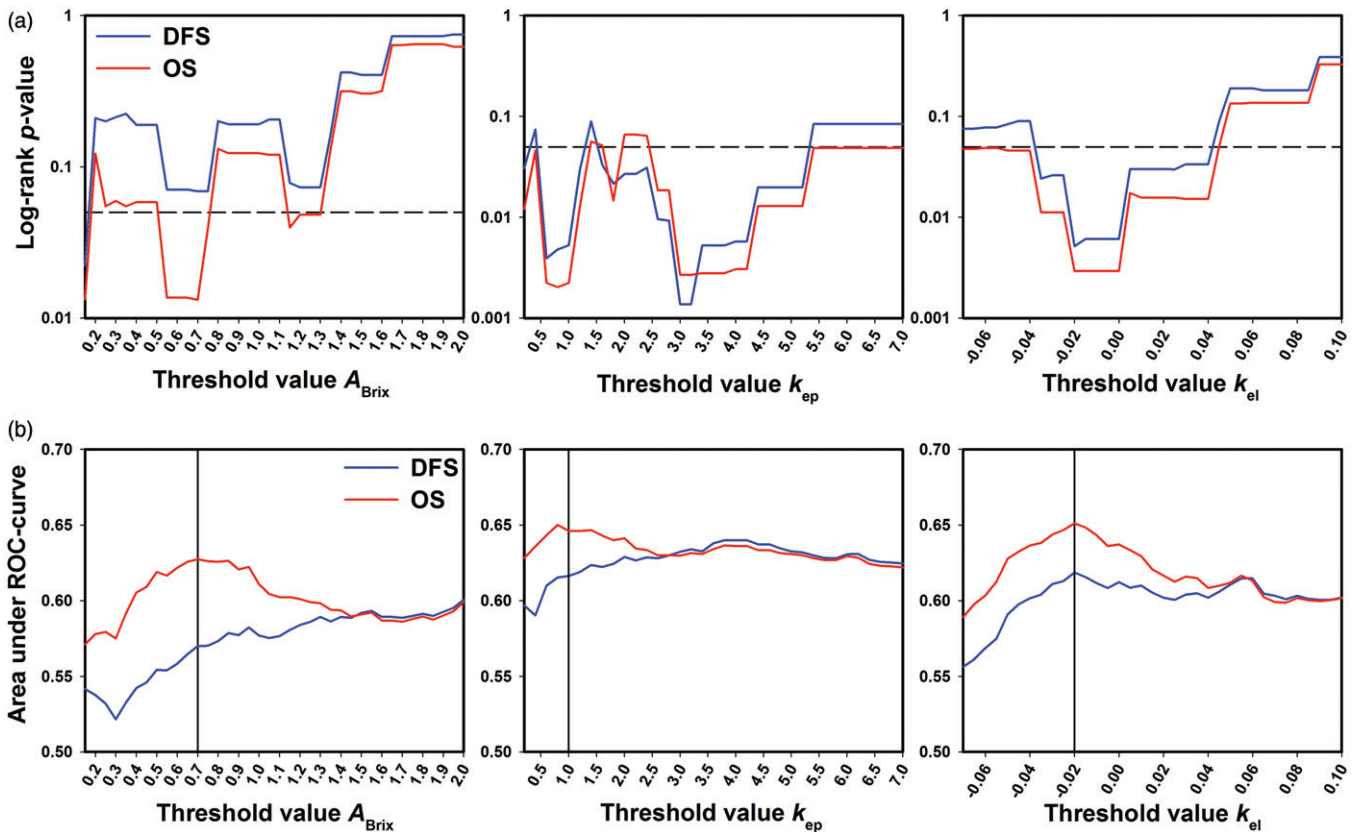 (a)
1
0.1
0.01
Log-rank p-value
DFS
OS
0.2 0.3 0.4 0.5 0.6 0.7 0.8 0.9 1.0 1.1 1.2 1.3 1.4 1.5 1.6 1.7 1.8 1.9 2.0
Threshold value A_Brix
1
0.1
0.01
0.001
0.5 1.0 1.5 2.0 2.5 3.0 3.5 4.0 4.5 5.0 5.5 6.0 6.5 7.0
Threshold value k_ep
1
0.1
0.01
0.001
-0.06 -0.04 -0.02 0.00 0.02 0.04 0.06 0.08 0.10
Threshold value k_el
(b)
0.70
0.65
0.60
0.55
0.50
Area under ROC-curve
DFS
OS
0.2 0.3 0.4 0.5 0.6 0.7 0.8 0.9 1.0 1.1 1.2 1.3 1.4 1.5 1.6 1.7 1.8 1.9 2.0
Threshold value A_Brix
0.70
0.65
0.60
0.55
0.50
0.5 1.0 1.5 2.0 2.5 3.0 3.5 4.0 4.5 5.0 5.5 6.0 6.5 7.0
Threshold value k_ep
0.70
0.65
0.60
0.55
0.50
-0.06 -0.04 -0.02 0.00 0.02 0.04 0.06 0.08 0.10
Threshold value k_el